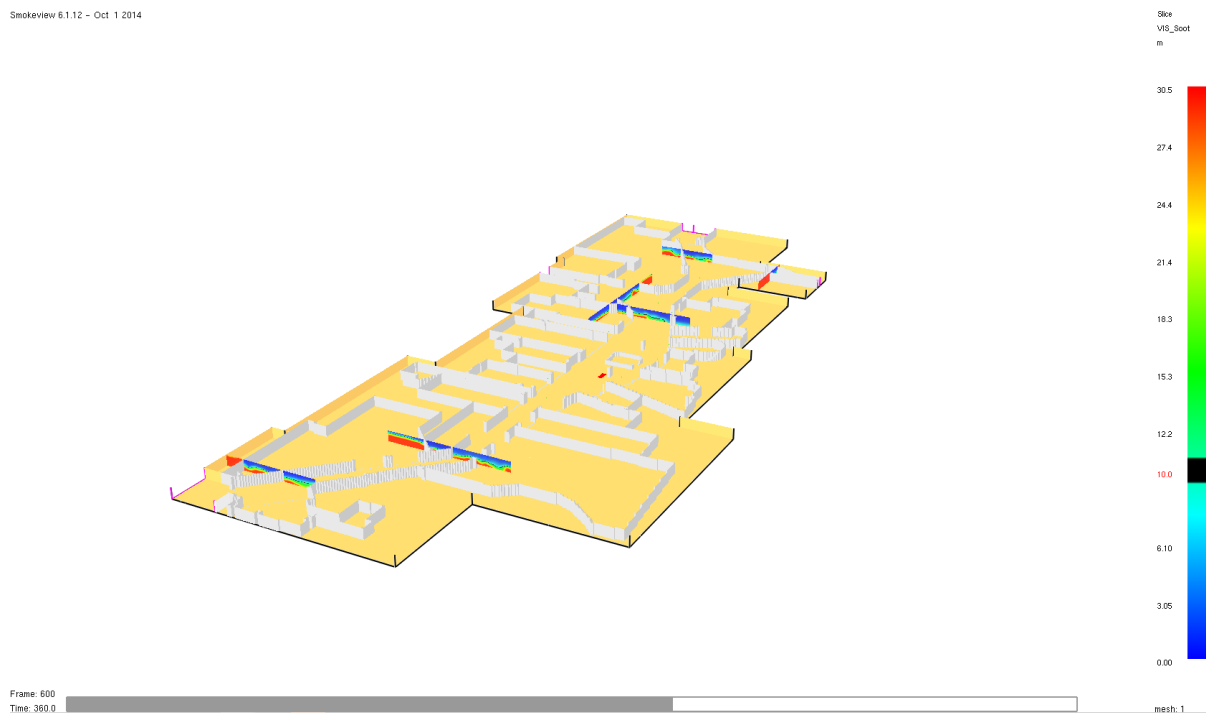 Smokeview 6.1.12 - Oct 1 2014
Slice
VIS_Soot
m
30.5
27.4
24.4
21.4
18.3
15.3
12.2
10.0
6.10
3.05
0.00
Frame: 600
Time: 360.0
mesh: 1